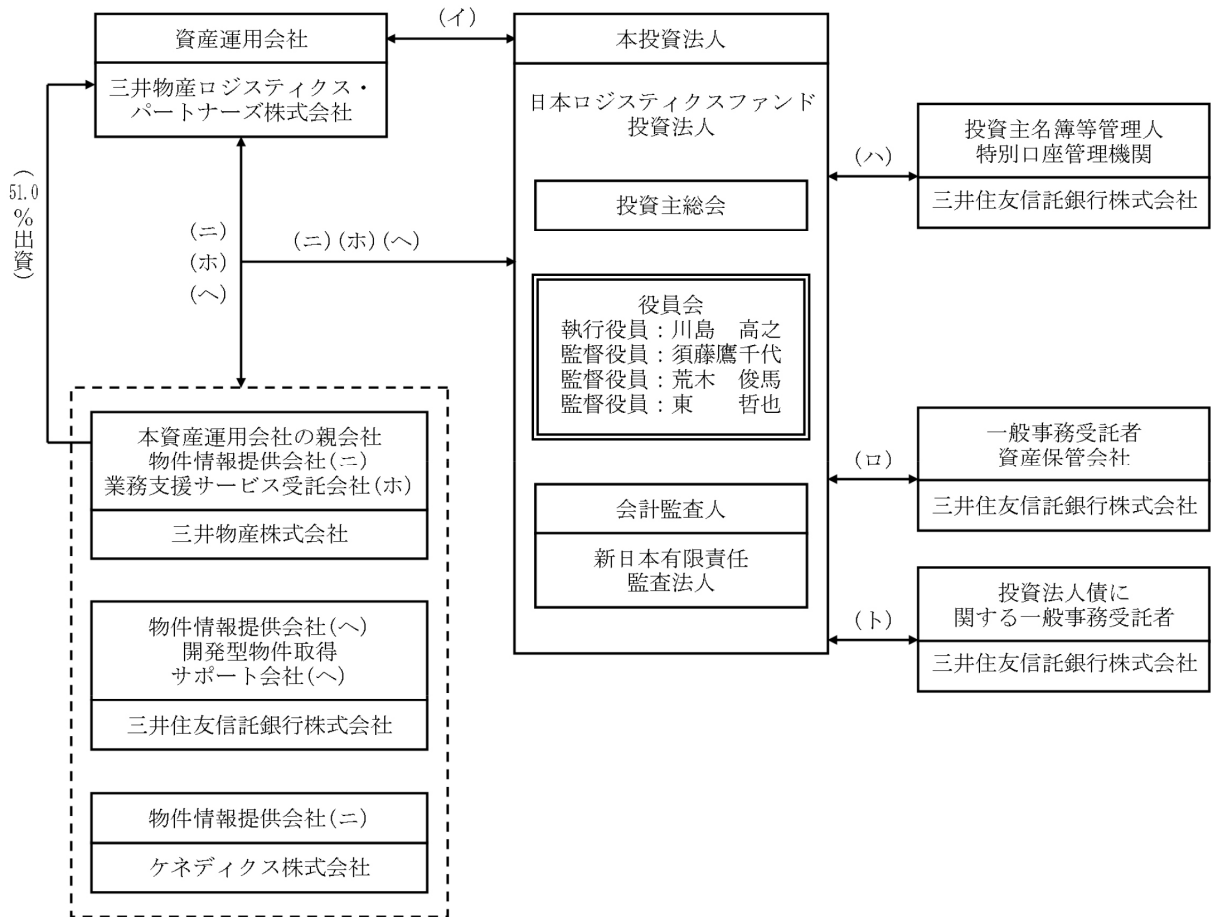 資産運用会社
三井物産ロジスティクス・
パートナーズ株式会社
(イ)
本投資法人
日本ロジスティクスファンド
投資法人
投資主総会
役員会
執行役員：川島　高之
監督役員：須藤鷹千代
監督役員：荒木　俊馬
監督役員：東　　哲也
会計監査人
新日本有限責任
監査法人
(51.0%出資)
(ニ)
(ホ)
(ヘ)
(ニ)(ホ)(ヘ)
本資産運用会社の親会社
物件情報提供会社(ニ)
業務支援サービス受託会社(ホ)
三井物産株式会社
物件情報提供会社(ヘ)
開発型物件取得
サポート会社(ヘ)
三井住友信託銀行株式会社
物件情報提供会社(ニ)
ケネディクス株式会社
(ハ)
投資主名簿等管理人
特別口座管理機関
三井住友信託銀行株式会社
(ロ)
一般事務受託者
資産保管会社
三井住友信託銀行株式会社
(ト)
投資法人債に
関する一般事務受託者
三井住友信託銀行株式会社